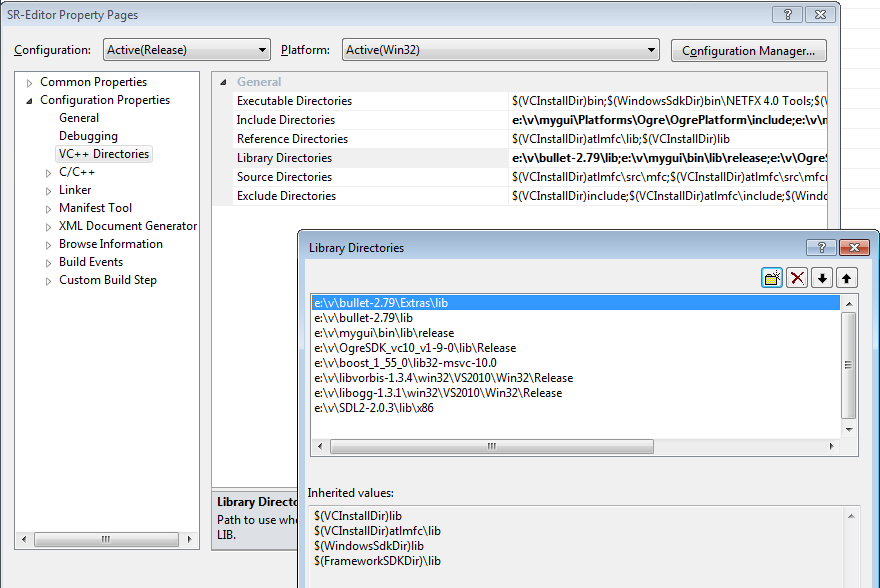 SR-Editor Property Pages
Configuration: Active(Release) Platform: Active(Win32) Configuration Manager...
Common Properties
Configuration Properties
General
Debugging
VC++ Directories
C/C++
Linker
Manifest Tool
XML Document Generator
Browse Information
Build Events
Custom Build Step
General
Executable Directories $(VCInstallDir)bin;$(WindowsSdkDir)bin\NETFX 4.0 Tools;$(
Include Directories e:\v\mygui\Platforms\Ogre\OgrePlatform\include;e:\v\
Reference Directories $(VCInstallDir)atlmfc\lib;$(VCInstallDir)lib
Library Directories e:\v\bullet-2.79\lib;e:\v\mygui\bin\lib\release;e:\v\OgreS
Source Directories $(VCInstallDir)atlmfc\src\mfc;$(VCInstallDir)atlmfc\src\mfc
Exclude Directories $(VCInstallDir)include;$(VCInstallDir)atlmfc\include;$(Windo
Library Directo
Path to use whe
LIB.
Library Directories
e:\v\bullet-2.79\Extras\lib
e:\v\bullet-2.79\lib
e:\v\mygui\bin\lib\release
e:\v\OgreSDK_vc10_v1-9-0\lib\Release
e:\v\boost_1_55_0\lib32-msvc-10.0
e:\v\libvorbis-1.3.4\win32\VS2010\Win32\Release
e:\v\libogg-1.3.1\win32\VS2010\Win32\Release
e:\v\SDL2-2.0.3\lib\x86
Inherited values:
$(VCInstallDir)lib
$(VCInstallDir)atlmfc\lib
$(WindowsSdkDir)lib
$(FrameworkSDKDir)\lib